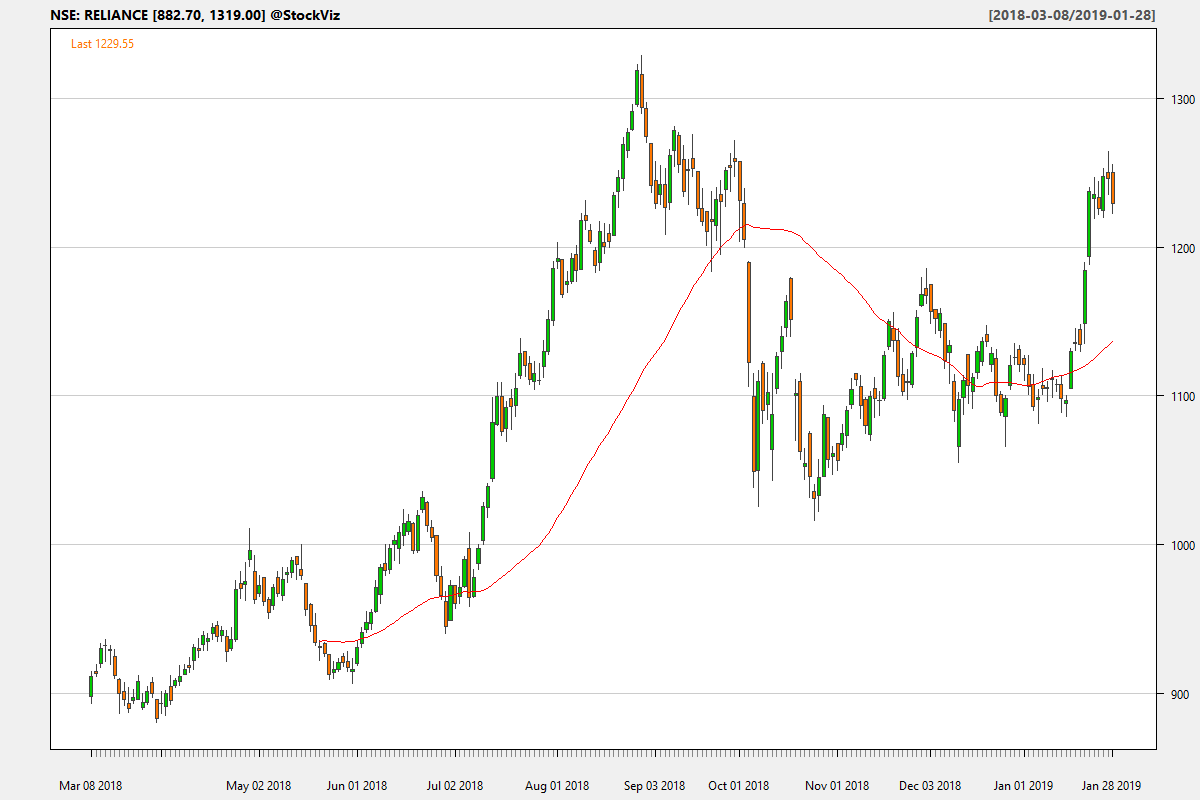 NSE: RELIANCE [882.70, 1319.00] @StockViz
[2018-03-08/2019-01-28]
Last 1229.55
1300
1200
1100
1000
900
Mar 08 2018
May 02 2018
Jun 01 2018
Jul 02 2018
Aug 01 2018
Sep 03 2018
Oct 01 2018
Nov 01 2018
Dec 03 2018
Jan 01 2019
Jan 28 2019